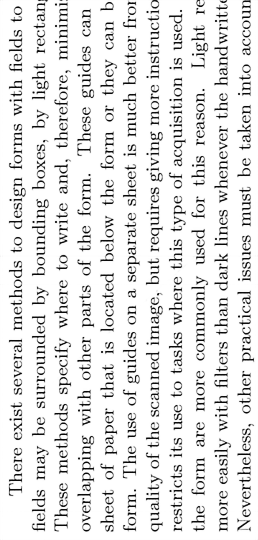 There exist several methods to design forms with fields to
fields may be surrounded by bounding boxes, by light rectang
These methods specify where to write and, therefore, minimi
overlapping with other parts of the form. These guides can
sheet of paper that is located below the form or they can b
form. The use of guides on a separate sheet is much better fro
quality of the scanned image, but requires giving more instructio
restricts its use to tasks where this type of acquisition is used.
the form are more commonly used for this reason. Light re
more easily with filters than dark lines whenever the handwritt
Nevertheless, other practical issues must be taken into accoun